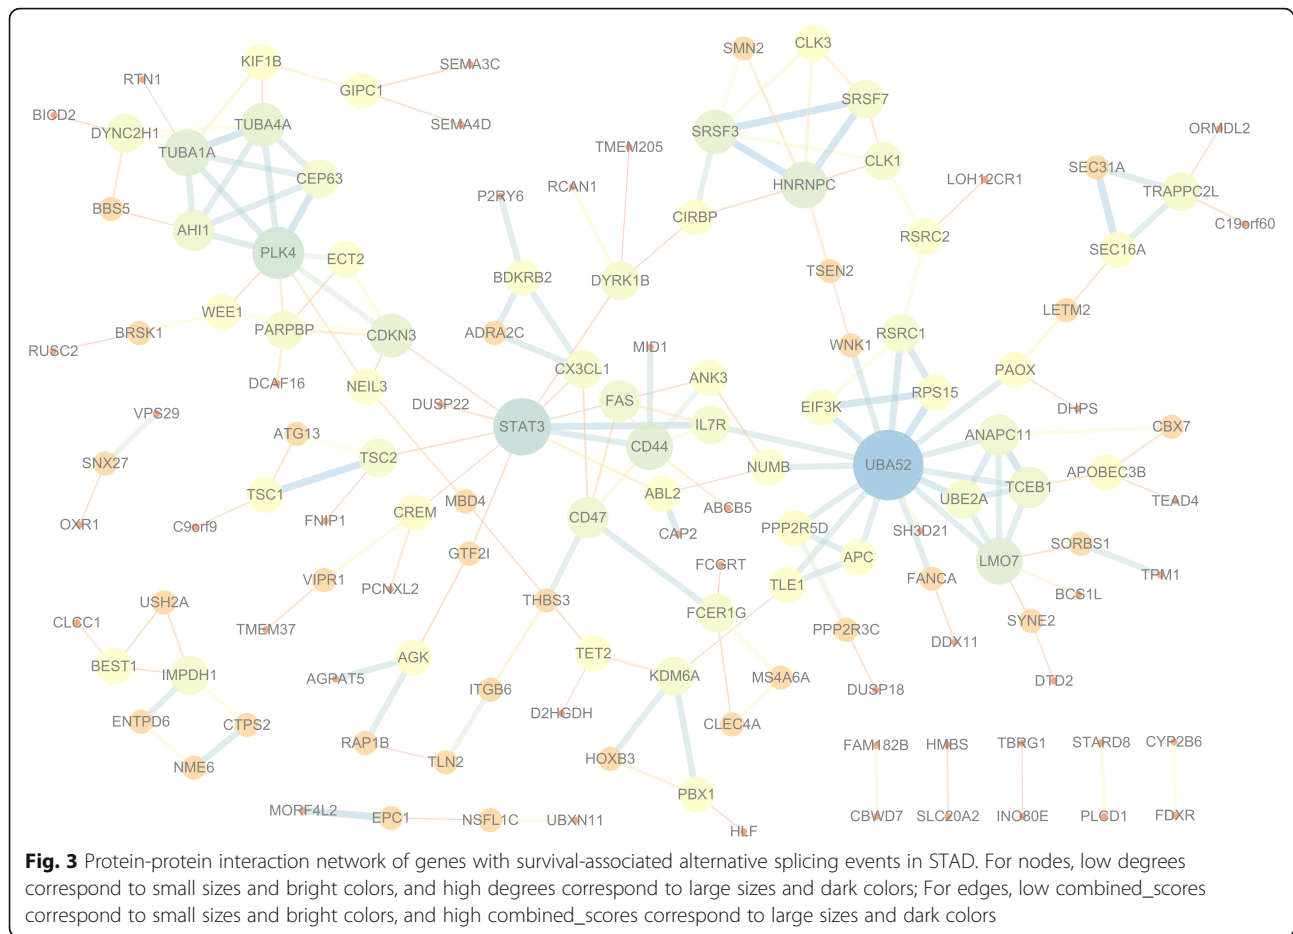 KIF1B
SEMA3C
RTN1
GIPC1
BICD2
SEMA4D
DYNC2H1
TUBA4A
TUBA1A
CEP63
BBS5
AHI1
PLK4
ECT2
WEE1
PARPBP
CDKN3
BRSK1
RUSC2
DCAF16
NEIL3
SMN2
CLK3
SRSF7
SRSF3
TMEM205
CLK1
HNRNPC
P2RY6
RCAN1
CIRBP
LOH12CR1
RSRC2
BDKRB2
DYRK1B
TSEN2
ORMDL2
SEC31A
TRAPPC2L
C19orf60
SEC16A
LETM2
ADRA2C
MID1
WNK1
RSRC1
CX3CL1
ANK3
PAOX
DUSP22
FAS
EIF3K
RPS15
DHPS
VPS29
ATG13
STAT3
IL7R
ANAPC11
CBX7
CD44
SNX27
TSC2
UBA52
NUMB
APOBEC3B
TCEB1
TSC1
MBD4
ABL2
UBE2A
TEAD4
OXR1
C9orf9
FNIP1
CREM
CD47
ABCB5
CAP2
PPP2R5D
SH3D21
GTF2I
APC
LMO7
SORBS1
FCGRT
TPM1
VIPR1
PCNXL2
TLE1
FANCA
BCS1L
USH2A
THBS3
FCER1G
CLCC1
TMEM37
PPP2R3C
SYNE2
DDX11
BEST1
IMPDH1
AGK
TET2
AGPAT5
KDM6A
MS4A6A
DUSP18
DTD2
ITGB6
D2HGDH
CLEC4A
ENTPD6
CTPS2
RAP1B
TLN2
HOXB3
NME6
PBX1
FAM182B
HMBS
TBRG1
STARD8
CYP2B6
MORF4L2
EPC1
NSFL1C
UBXN11
HLF
CBWD7
SLC20A2
INO80E
PLCD1
FDXR
Fig. 3 Protein-protein interaction network of genes with survival-associated alternative splicing events in STAD. For nodes, low degrees
correspond to small sizes and bright colors, and high degrees correspond to large sizes and dark colors; For edges, low combined_scores
correspond to small sizes and bright colors, and high combined_scores correspond to large sizes and dark colors